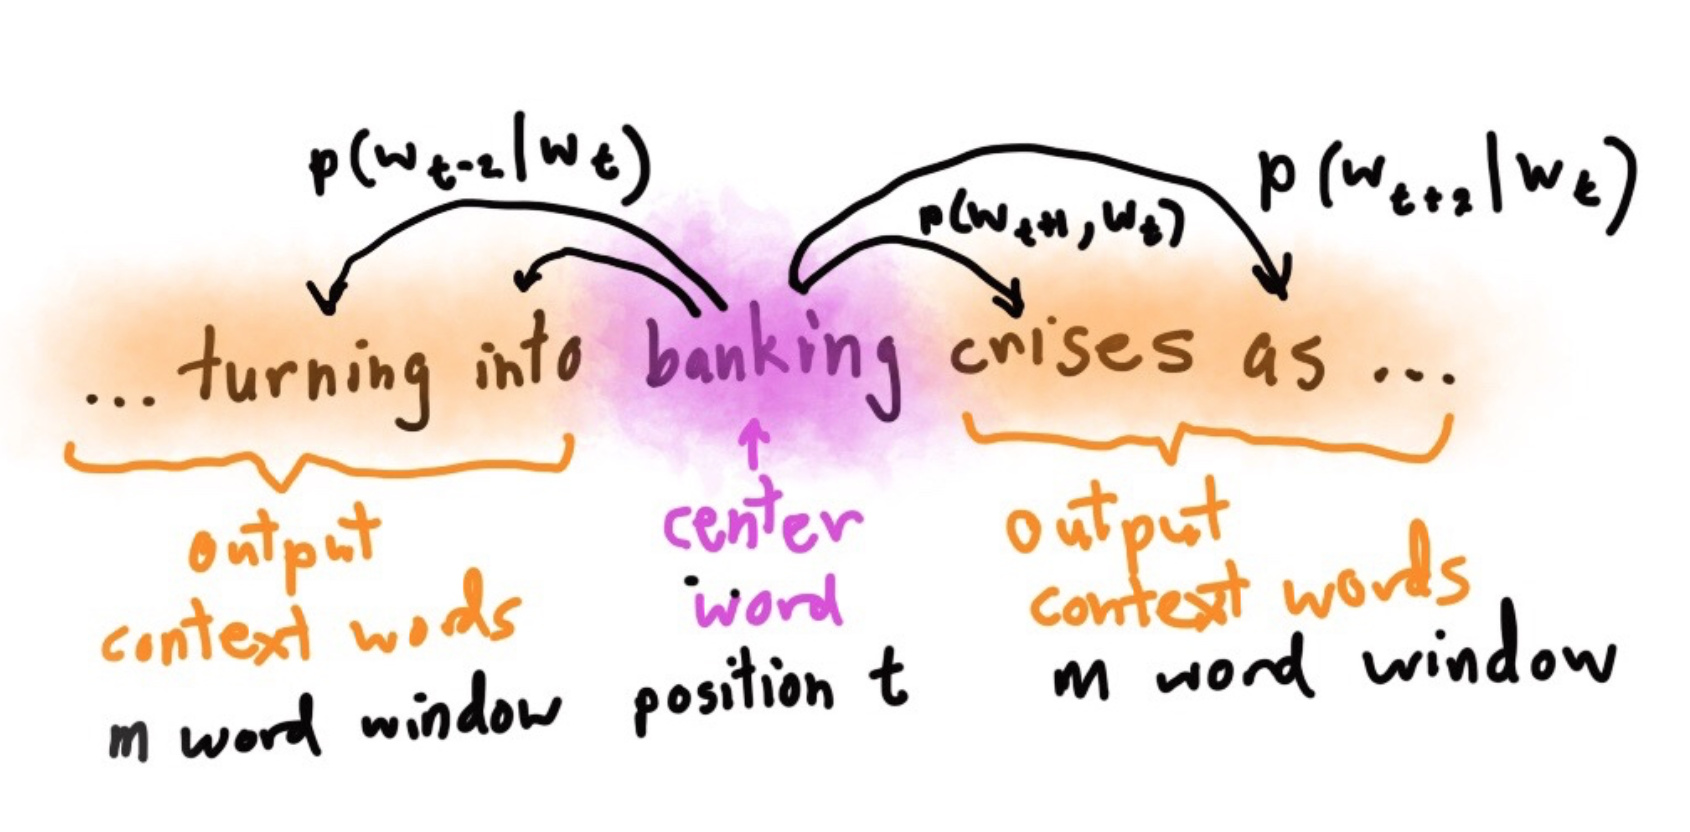 p(w_{t-2}|w_t)
p(w_{t+1}, w_t)
p(w_{t+2}|w_t)
... turning into banking crises as ...
output
context words
m word window
center
word
position t
output
context words
m word window